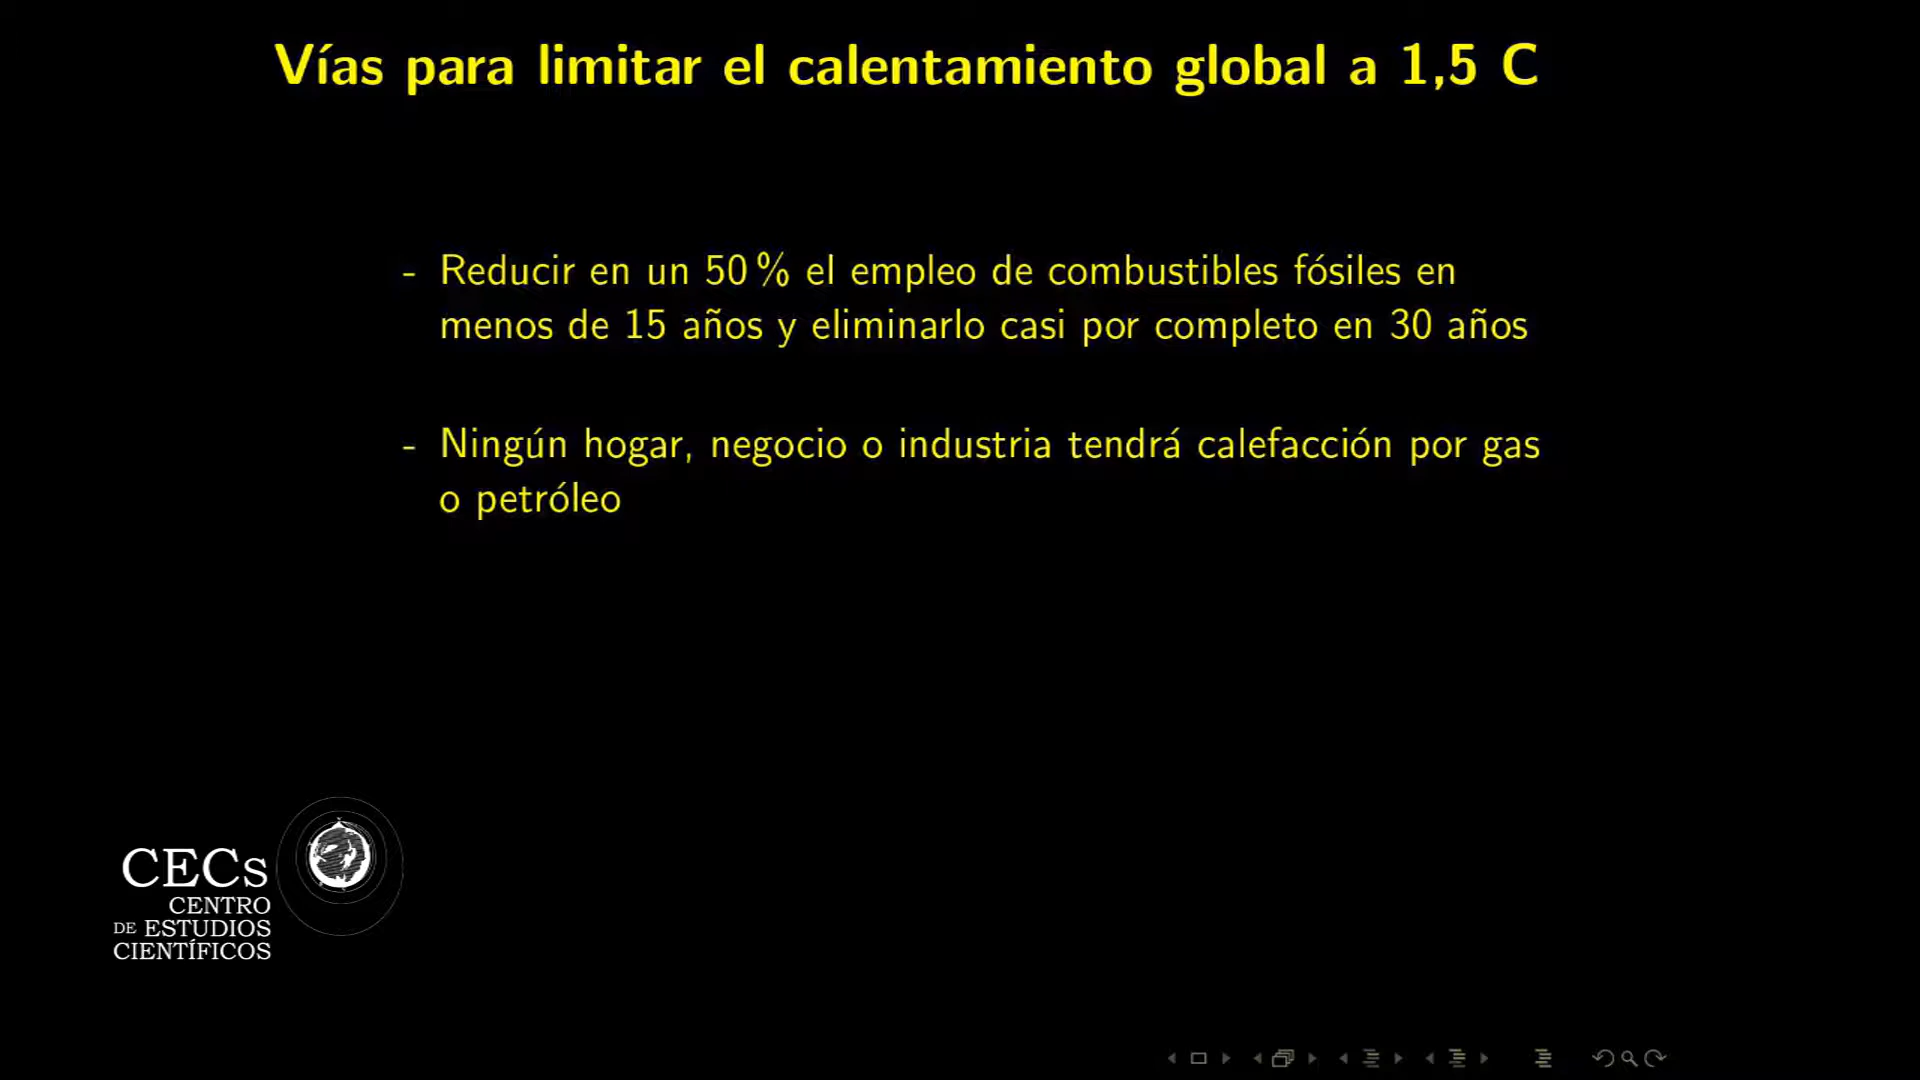 Vías para limitar el calentamiento global a 1,5 C
- Reducir en un 50 % el empleo de combustibles fósiles en
menos de 15 años y eliminarlo casi por completo en 30 años
- Ningún hogar, negocio o industria tendrá calefacción por gas
o petróleo
CECs
CENTRO
DE ESTUDIOS
CIENTÍFICOS